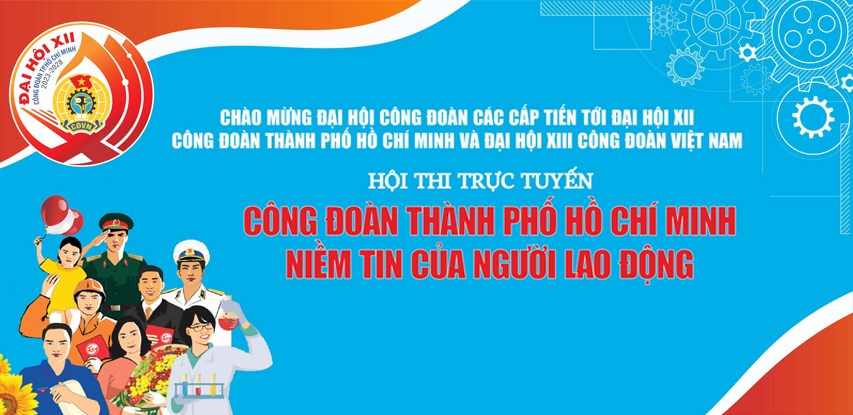 ĐẠI HỘI XII
CÔNG ĐOÀN TP.HỒ CHÍ MINH
2023-2028
CĐVN
CHÀO MỪNG ĐẠI HỘI CÔNG ĐOÀN CÁC CẤP TIẾN TỚI ĐẠI HỘI XII
CÔNG ĐOÀN THÀNH PHỐ HỒ CHÍ MINH VÀ ĐẠI HỘI XIII CÔNG ĐOÀN VIỆT NAM
HỘI THI TRỰC TUYẾN
CÔNG ĐOÀN THÀNH PHỐ HỒ CHÍ MINH
NIỀM TIN CỦA NGƯỜI LAO ĐỘNG